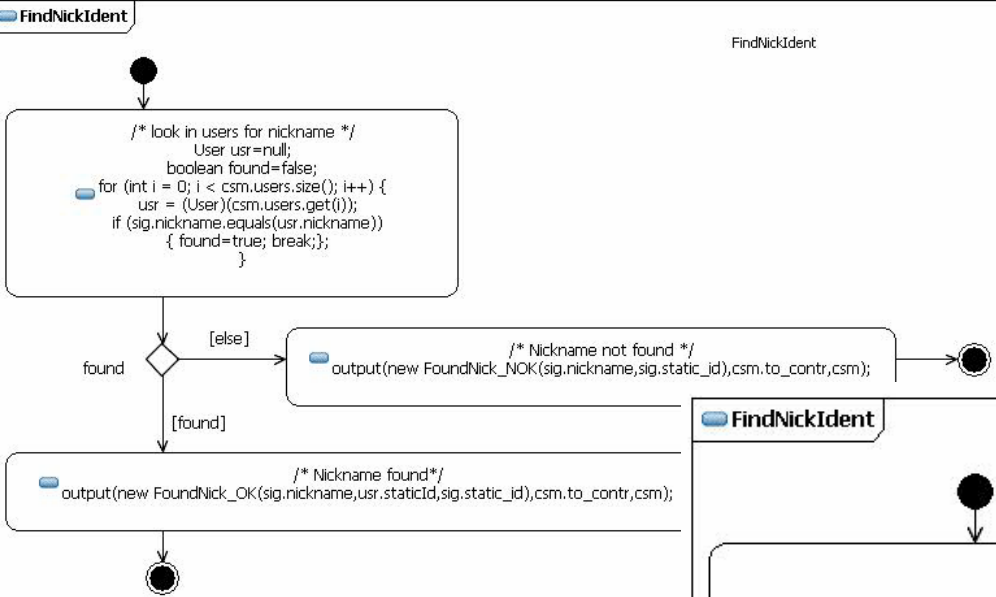 FindNickIdent
FindNickIdent
/* look in users for nickname */
User usr=null;
boolean found=false;
for (int i = 0; i < csm.users.size(); i++) {
usr = (User)(csm.users.get(i));
if (sig.nickname.equals(usr.nickname))
{ found=true; break;};
}
[else]
found
/* Nickname not found */
output(new FoundNick_NOK(sig.nickname,sig.static_id),csm.to_contr,csm);
[found]
/* Nickname found*/
output(new FoundNick_OK(sig.nickname,usr.staticId,sig.static_id),csm.to_contr,csm);
FindNickIdent